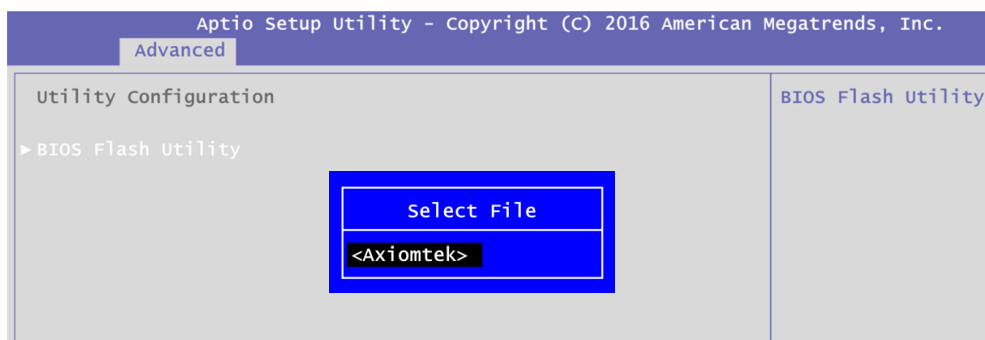 Aptio Setup Utility – Copyright (C) 2016 American Megatrends, Inc.
Advanced
Utility Configuration
BIOS Flash Utility
►BIOS Flash Utility
Select File
<Axiomtek>